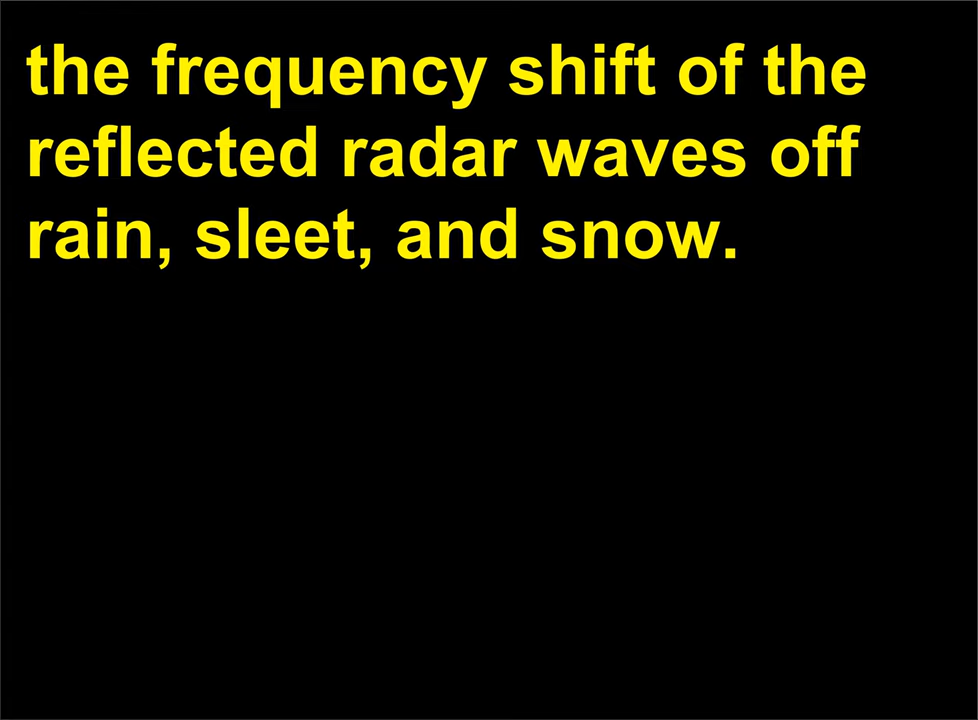 the frequency shift of the
reflected radar waves off
rain, sleet, and snow.